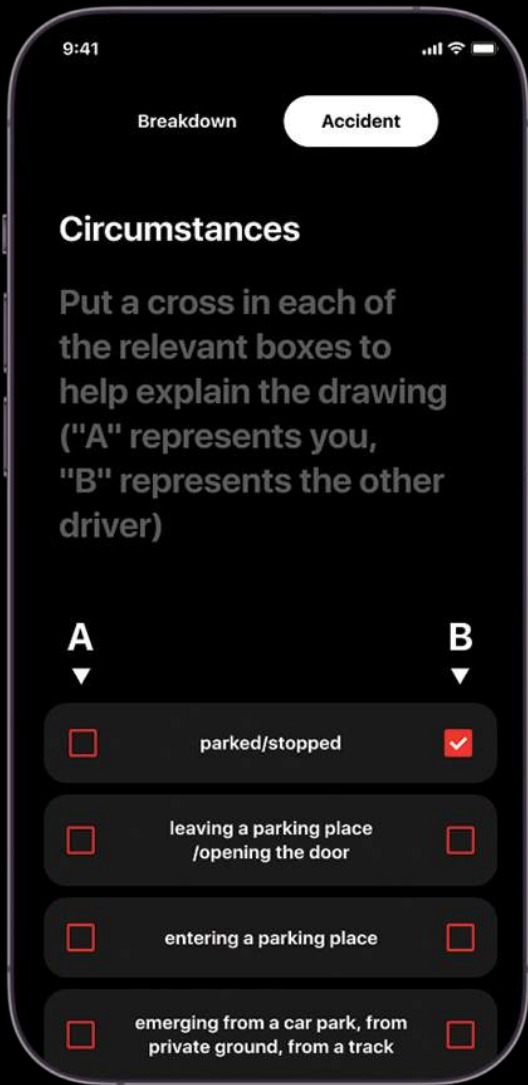 9:41
Breakdown Accident
Circumstances
Put a cross in each of
the relevant boxes to
help explain the drawing
("A" represents you,
"B" represents the other
driver)
A B
parked/stopped
leaving a parking place
/opening the door
entering a parking place
emerging from a car park, from
private ground, from a track